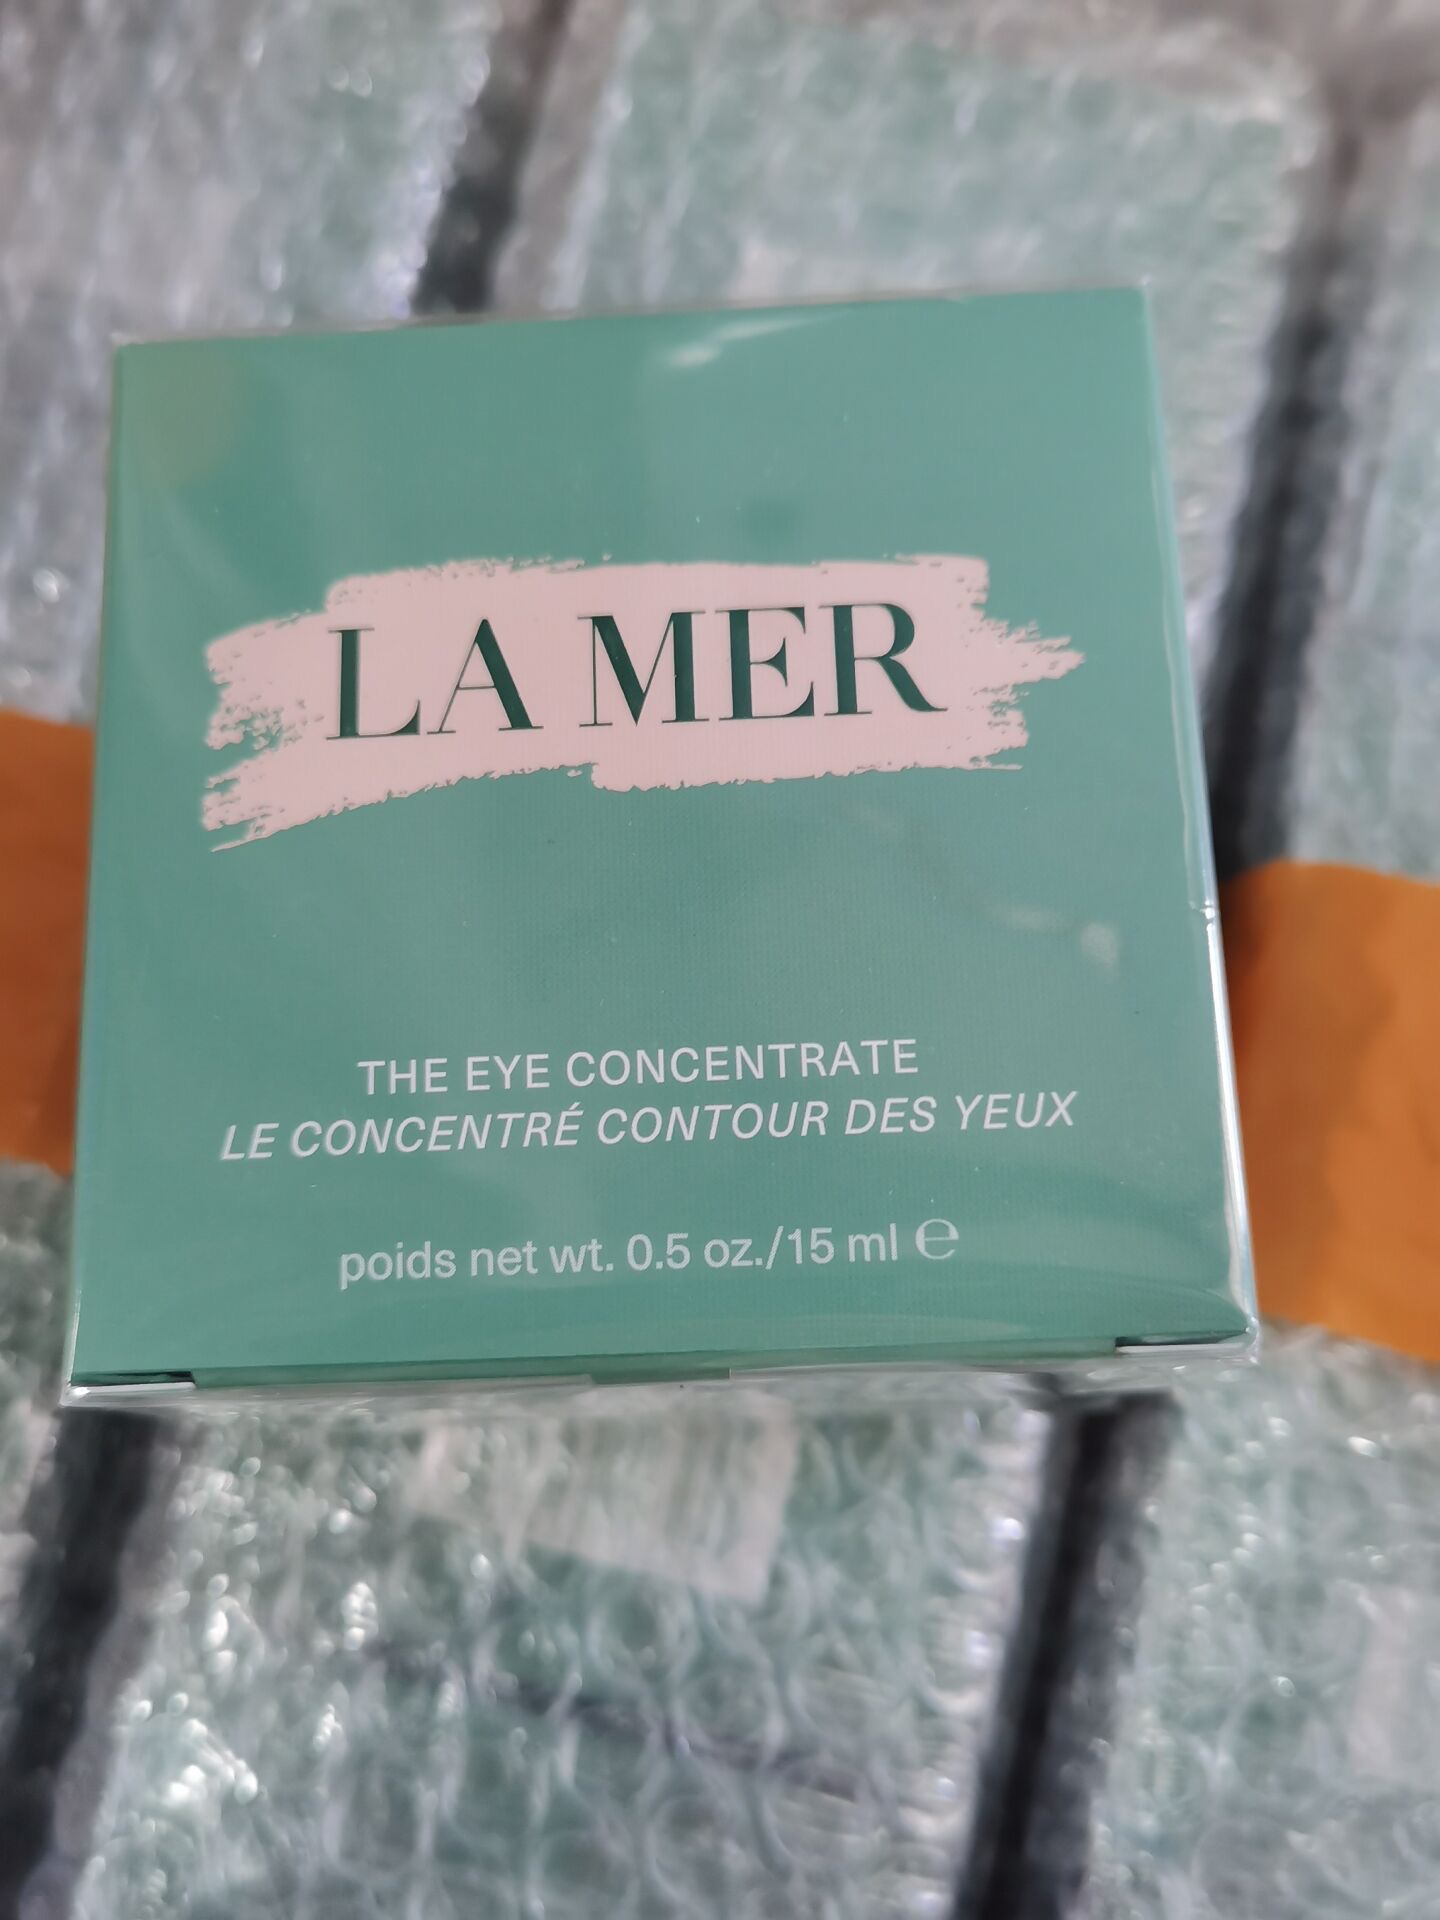 LA MER
THE EYE CONCENTRATE
LE CONCENTRÉ CONTOUR DES YEUX
poids net wt. 0.5 oz./15 ml ℮